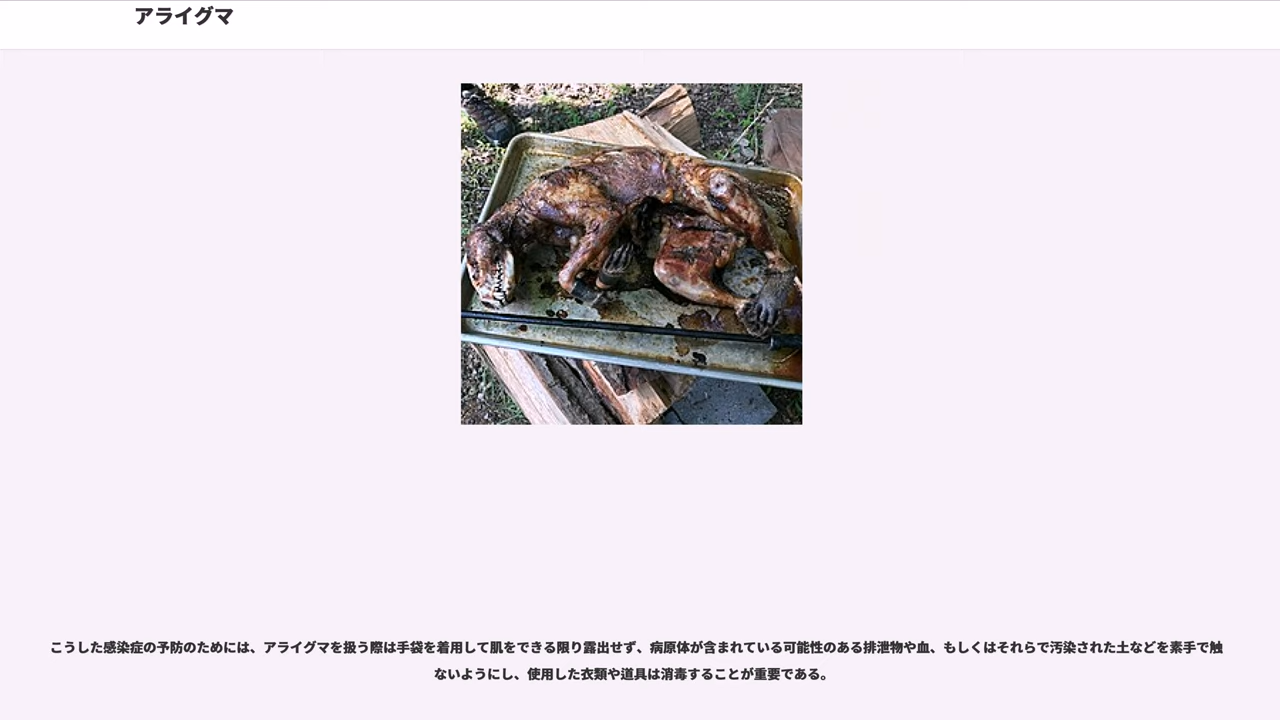 アライグマ
こうした感染症の予防のためには、アライグマを扱う際は手袋を着用して肌をできる限り露出せず、病原体が含まれている可能性のある排泄物や血、もしくはそれらで汚染された土などを素手で触
ないようにし、使用した衣類や道具は消毒することが重要である。